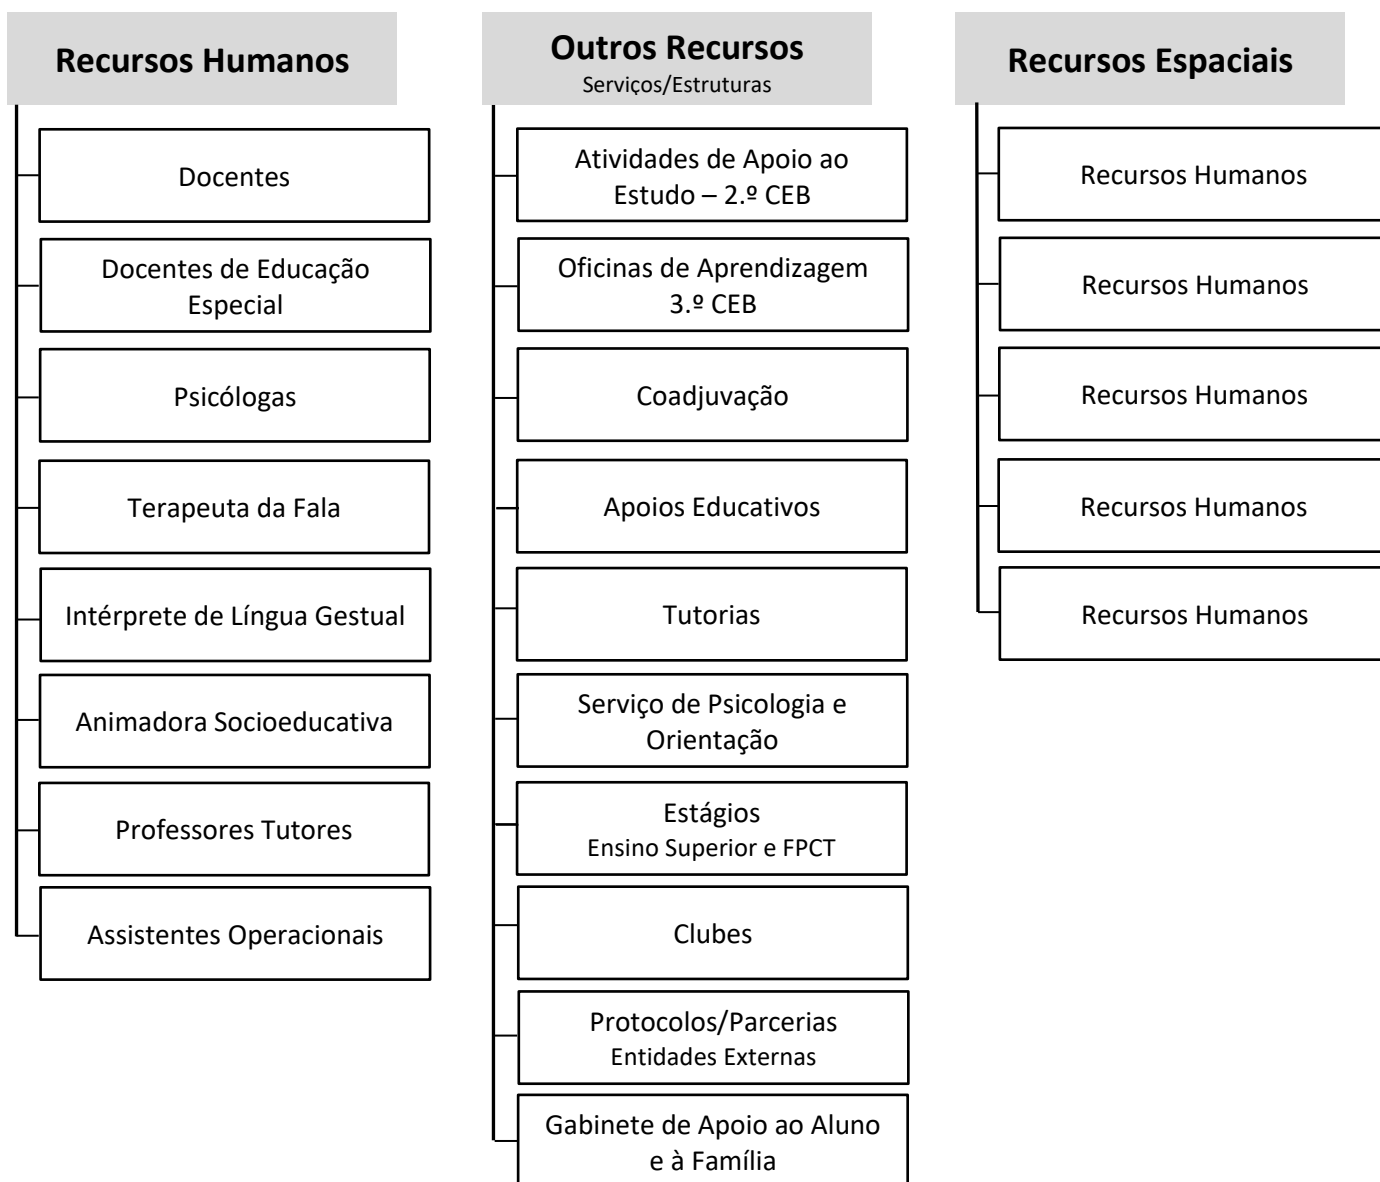 Recursos Humanos
Docentes
Docentes de Educação
Especial
Psicólogas
Terapeuta da Fala
Intérprete de Língua Gestual
Animadora Socioeducativa
Professores Tutores
Assistentes Operacionais
Outros Recursos
Serviços/Estruturas
Atividades de Apoio ao
Estudo – 2.º CEB
Oficinas de Aprendizagem
3.º CEB
Coadjuvação
Apoios Educativos
Tutorias
Serviço de Psicologia e
Orientação
Estágios
Ensino Superior e FPCT
Clubes
Protocolos/Parcerias
Entidades Externas
Gabinete de Apoio ao Aluno
e à Família
Recursos Espaciais
Recursos Humanos
Recursos Humanos
Recursos Humanos
Recursos Humanos
Recursos Humanos